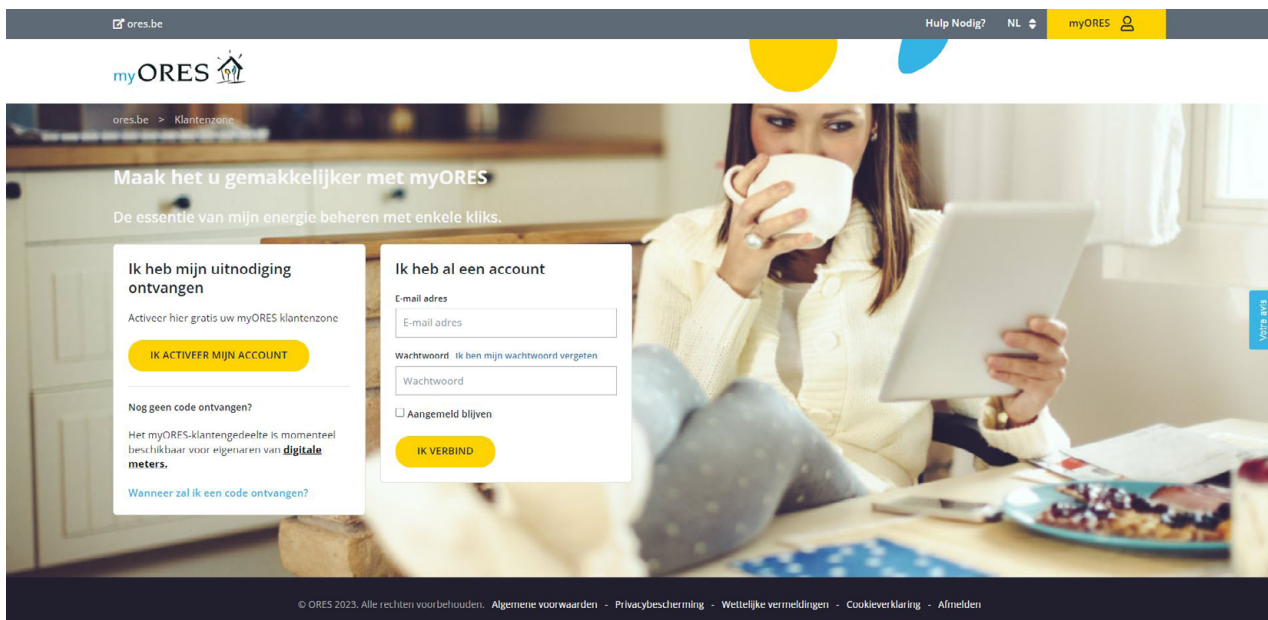 ores.be
Hulp Nodig? NL myORES
myORES
ores.be > Klantenzone
Maak het u gemakkelijker met myORES
De essentie van mijn energie beheren met enkele kliks.
Ik heb mijn uitnodiging
ontvangen
Activeer hier gratis uw myORES klantenzone
IK ACTIVEER MIJN ACCOUNT
Nog geen code ontvangen?
Het myORES-klantengedeelte is momenteel
beschikbaar voor eigenaren van digitale
meters.
Wanneer zal ik een code ontvangen?
Ik heb al een account
E-mail adres
E-mail adres
Wachtwoord Ik ben mijn wachtwoord vergeten
Wachtwoord
Aangemeld blijven
IK VERBIND
Votre avis
© ORES 2023. Alle rechten voorbehouden. Algemene voorwaarden - Privacybescherming - Wettelijke vermeldingen - Cookieverklaring - Afmelden